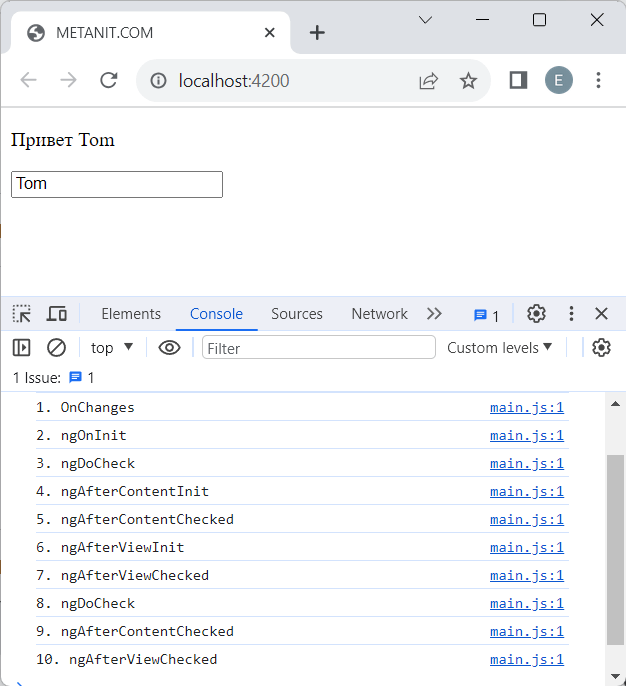 METANIT.COM
localhost:4200
E
Привет Tom
Tom
Elements Console Sources Network 1
top Filter Custom levels
1 Issue: 1
1. OnChanges main.js:1
2. ngOnInit main.js:1
3. ngDoCheck main.js:1
4. ngAfterContentInit main.js:1
5. ngAfterContentChecked main.js:1
6. ngAfterViewInit main.js:1
7. ngAfterViewChecked main.js:1
8. ngDoCheck main.js:1
9. ngAfterContentChecked main.js:1
10. ngAfterViewChecked main.js:1